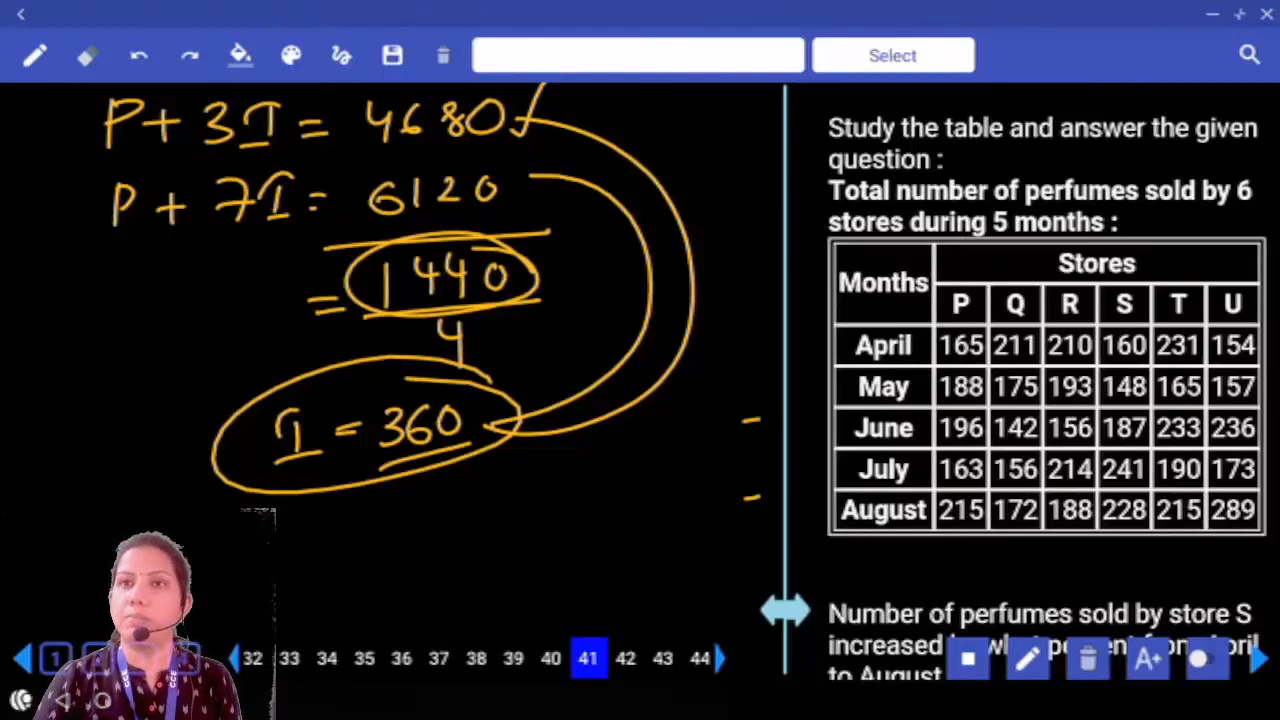 Select
P + 3I = 4680
P + 7I = 6120
= 1440
4
I = 360
Study the table and answer the given
question :
Total number of perfumes sold by 6
stores during 5 months :
Months Stores
P Q R S T U
April 165 211 210 160 231 154
May 188 175 193 148 165 157
June 196 142 156 187 233 236
July 163 156 214 241 190 173
August 215 172 188 228 215 289
Number of perfumes sold by store S
increased
to August
1 32 33 34 35 36 37 38 39 40 41 42 43 44
A+
CCE